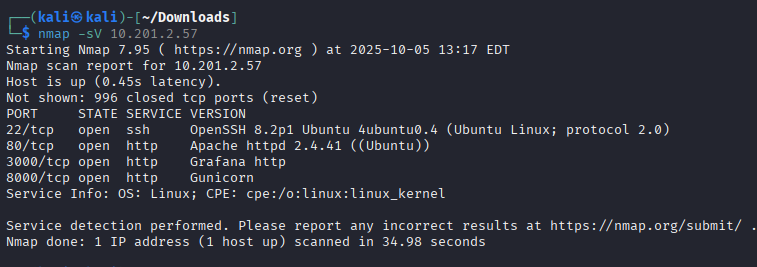 ┌──(kali㉿kali)-[~/Downloads]
└─$ nmap -sV 10.201.2.57
Starting Nmap 7.95 ( https://nmap.org ) at 2025-10-05 13:17 EDT
Nmap scan report for 10.201.2.57
Host is up (0.45s latency).
Not shown: 996 closed tcp ports (reset)
PORT     STATE SERVICE VERSION
22/tcp   open  ssh     OpenSSH 8.2p1 Ubuntu 4ubuntu0.4 (Ubuntu Linux; protocol 2.0)
80/tcp   open  http    Apache httpd 2.4.41 ((Ubuntu))
3000/tcp open  http    Grafana http
8000/tcp open  http    Gunicorn
Service Info: OS: Linux; CPE: cpe:/o:linux:linux_kernel

Service detection performed. Please report any incorrect results at https://nmap.org/submit/ .
Nmap done: 1 IP address (1 host up) scanned in 34.98 seconds